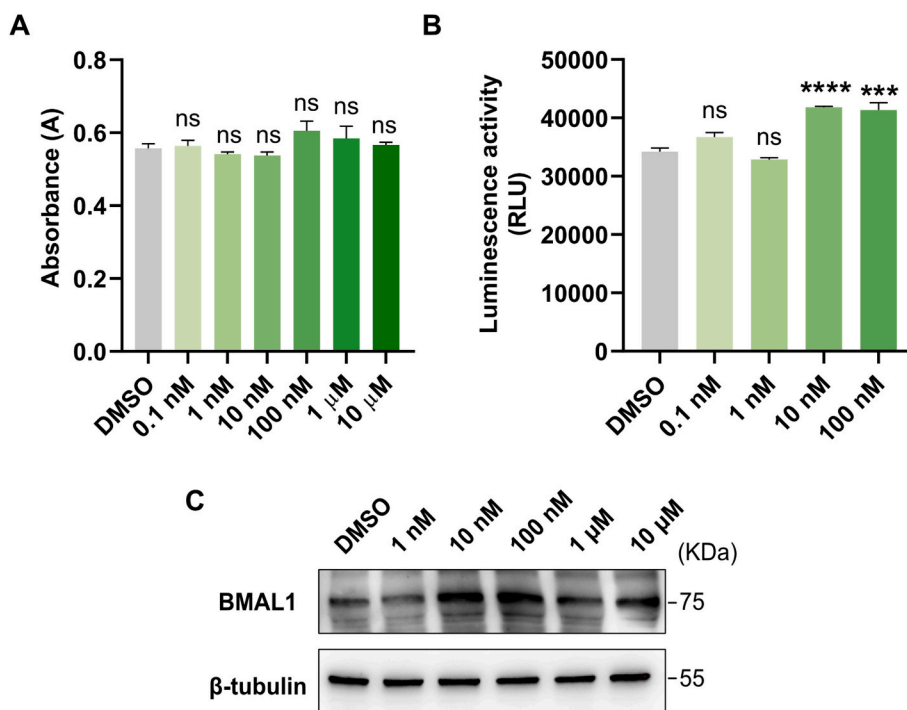 A
Absorbance (A)
0.8
0.6
0.4
0.2
0.0
ns
ns
ns
ns
ns
ns
DMSO
0.1 nM
1 nM
10 nM
100 nM
1 μM
10 μM
B
Luminescence activity
(RLU)
50000
40000
30000
20000
10000
0
ns
ns
****
***
DMSO
0.1 nM
1 nM
10 nM
100 nM
C
DMSO
1 nM
10 nM
100 nM
1 μM
10 μM
(KDa)
BMAL1
-75
β-tubulin
-55